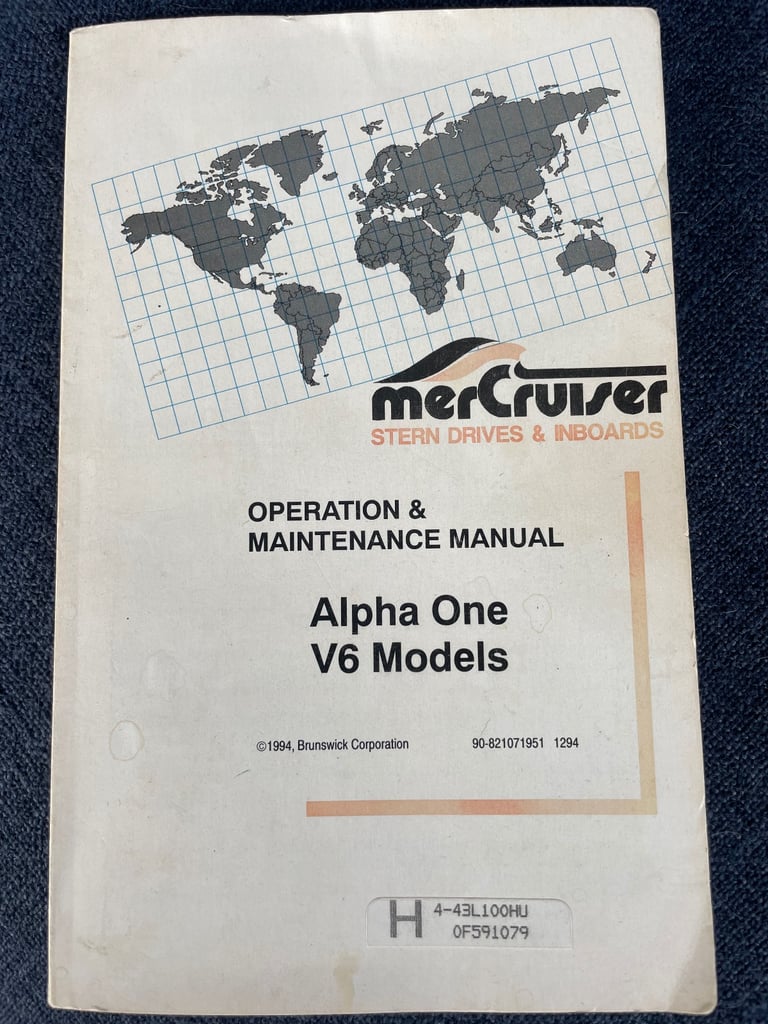 merCruiser
STERN DRIVES & INBOARDS
OPERATION &
MAINTENANCE MANUAL
Alpha One
V6 Models
©1994, Brunswick Corporation 90-821071951 1294
H 4-43L100HU
0F591079